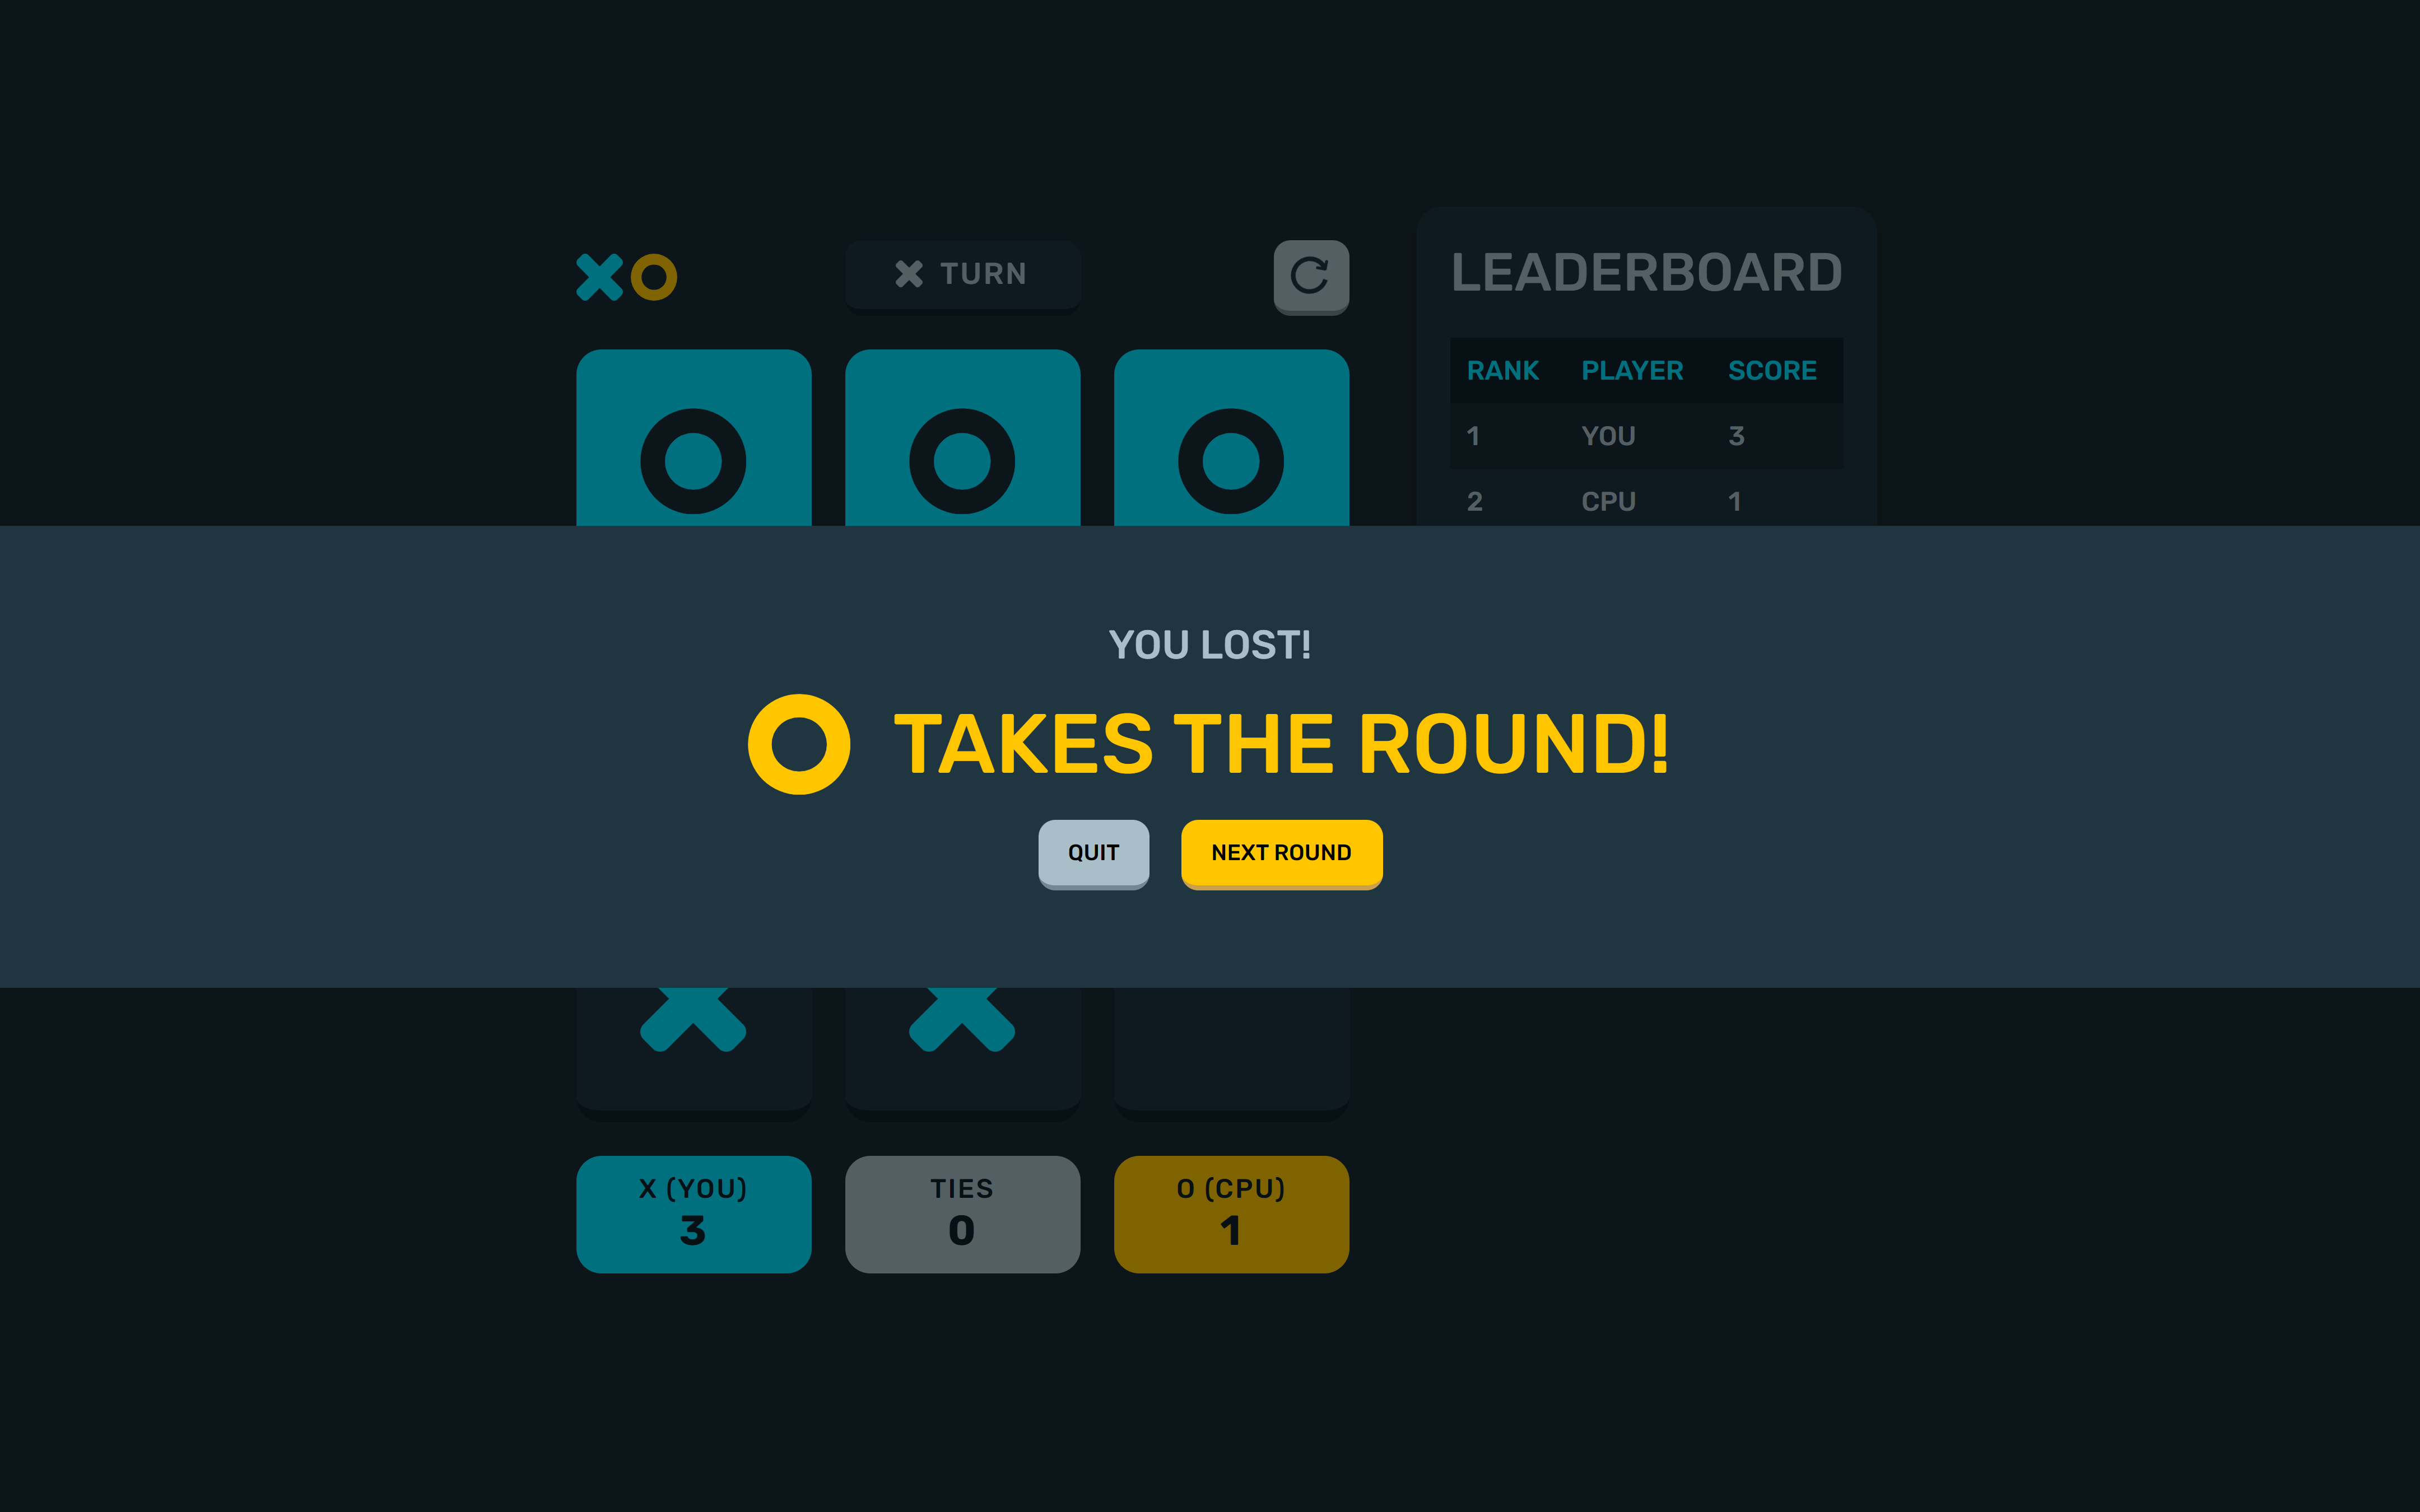 TURN
LEADERBOARD
RANK PLAYER SCORE
1 YOU 3
2 CPU 1
YOU LOST!
TAKES THE ROUND!
QUIT NEXT ROUND
X (YOU) TIES O (CPU)
3 0 1